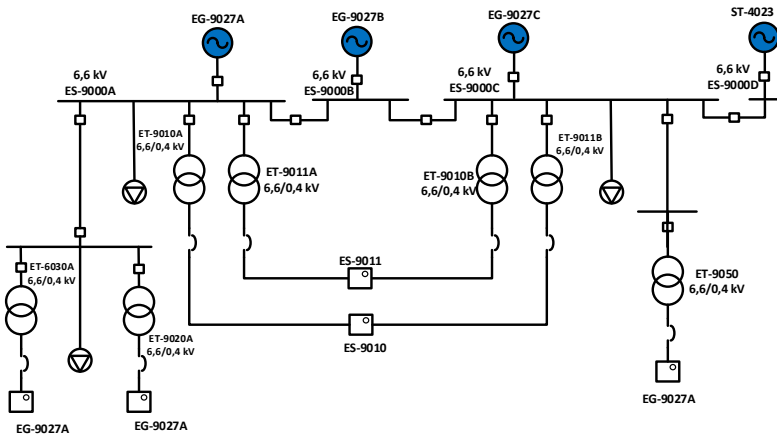 EG-9027A
EG-9027B
EG-9027C
ST-4023
6,6 kV
ES-9000A
6,6 kV
ES-9000B
6,6 kV
ES-9000C
6,6 kV
ES-9000D
ET-9010A
6,6/0,4 kV
ET-9011A
6,6/0,4 kV
ET-9010B
6,6/0,4 kV
ET-9011B
6,6/0,4 kV
ES-9011
ET-6030A
6,6/0,4 kV
ET-9020A
6,6/0,4 kV
ES-9010
ET-9050
6,6/0,4 kV
EG-9027A
EG-9027A
EG-9027A